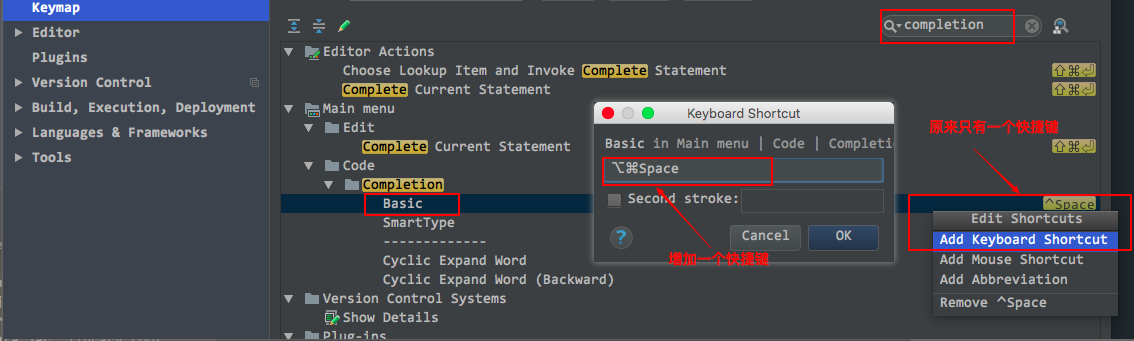 Keymap
Editor
Plugins
Version Control
Build, Execution, Deployment
Languages & Frameworks
Tools
completion
Editor Actions
Choose Lookup Item and Invoke Complete Statement
⇧⌘⏎
Complete Current Statement
⇧⌘⏎
Main menu
Edit
Complete Current Statement
⇧⌘⏎
Code
Completion
Basic
^Space
SmartType
-------------
Cyclic Expand Word
Cyclic Expand Word (Backward)
Version Control Systems
Show Details
Plug-ins
Keyboard Shortcut
Basic in Main menu | Code | Completio
⌥⌘Space
Second stroke:
?
Cancel
OK
增加一个快捷键
原来只有一个快捷键
Edit Shortcuts
Add Keyboard Shortcut
Add Mouse Shortcut
Add Abbreviation
Remove ^Space